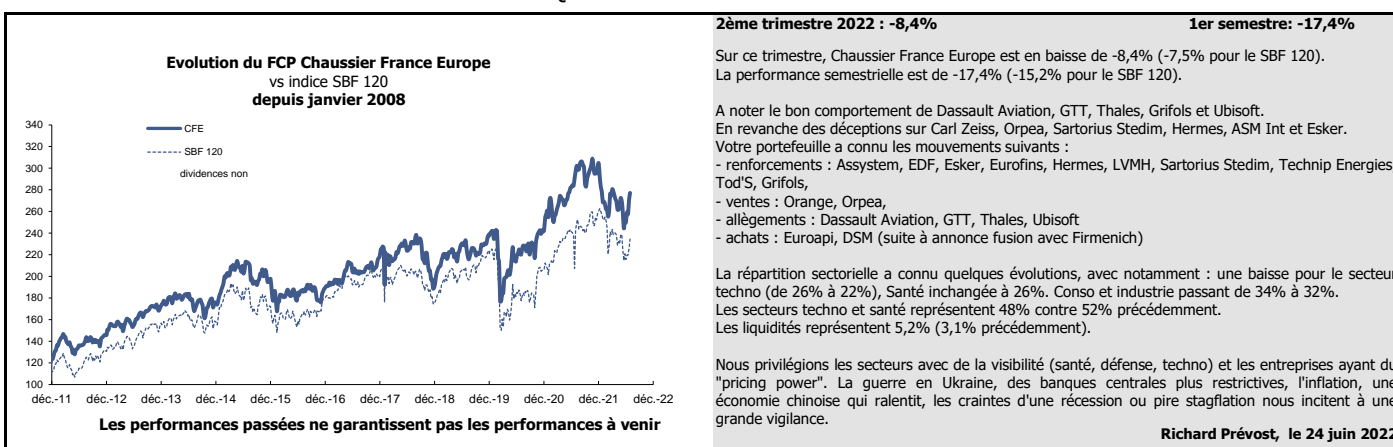 Evolution du FCP Chaussier France Europe
vs indice SBF 120
depuis janvier 2008
CFE
SBF 120
dividences non
340
320
300
280
260
240
220
200
180
160
140
120
100
déc.-11 déc.-12 déc.-13 déc.-14 déc.-15 déc.-16 déc.-17 déc.-18 déc.-19 déc.-20 déc.-21 déc.-22
Les performances passées ne garantissent pas les performances à venir
2ème trimestre 2022 : -8,4% 1er semestre: -17,4%
Sur ce trimestre, Chaussier France Europe est en baisse de -8,4% (-7,5% pour le SBF 120).
La performance semestrielle est de -17,4% (-15,2% pour le SBF 120).
A noter le bon comportement de Dassault Aviation, GTT, Thales, Grifols et Ubisoft.
En revanche des déceptions sur Carl Zeiss, Orpea, Sartorius Stedim, Hermes, ASM Int et Esker.
Votre portefeuille a connu les mouvements suivants :
- renforcements : Assystem, EDF, Esker, Eurofins, Hermes, LVMH, Sartorius Stedim, Technip Energies
Tod'S, Grifols,
- ventes : Orange, Orpea,
- allègements : Dassault Aviation, GTT, Thales, Ubisoft
- achats : Euroapi, DSM (suite à annonce fusion avec Firmenich)
La répartition sectorielle a connu quelques évolutions, avec notamment : une baisse pour le secteur
techno (de 26% à 22%), Santé inchangée à 26%. Conso et industrie passant de 34% à 32%.
Les secteurs techno et santé représentent 48% contre 52% précédemment.
Les liquidités représentent 5,2% (3,1% précédemment).
Nous privilégions les secteurs avec de la visibilité (santé, défense, techno) et les entreprises ayant du
"pricing power". La guerre en Ukraine, des banques centrales plus restrictives, l'inflation, une
économie chinoise qui ralentit, les craintes d'une récession ou pire stagflation nous incitent à une
grande vigilance.
Richard Prévost, le 24 juin 2022